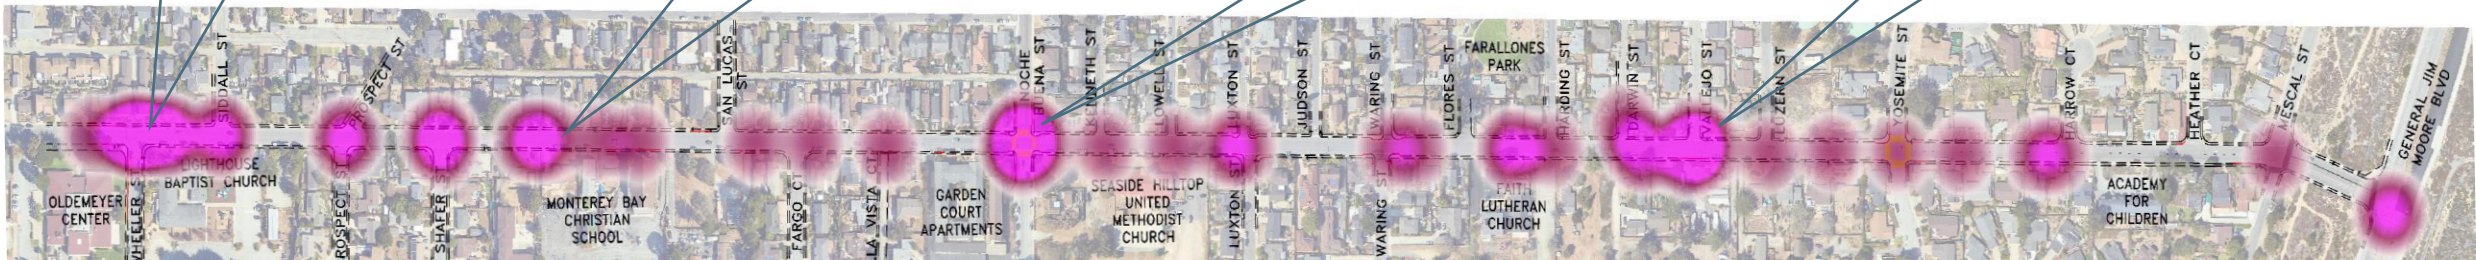 SIDDALL ST
PROSPECT ST
SAN LUCAS
ST
NOCHE
BUENA ST
KENNETH ST
LOWELL ST
LUXTON ST
JUDSON ST
WARING ST
FLORES ST
FARALLONES
PARK
HARDING ST
DARWIN ST
VALLEJO ST
LUZERN ST
YOSEMITE ST
HARROW CT
HEATHER CT
MESCAL ST
GENERAL JIM
MOORE BLVD
OLDEMEYER
CENTER
WHEELER ST
LIGHTHOUSE
BAPTIST CHURCH
PROSPECT ST
SHAFER ST
MONTEREY BAY
CHRISTIAN
SCHOOL
FARGO CT
LA VISTA CT
GARDEN
COURT
APARTMENTS
SEASIDE HILLTOP
UNITED
METHODIST
CHURCH
LUXTON ST
WARING ST
FAITH
LUTHERAN
CHURCH
ACADEMY
FOR
CHILDREN